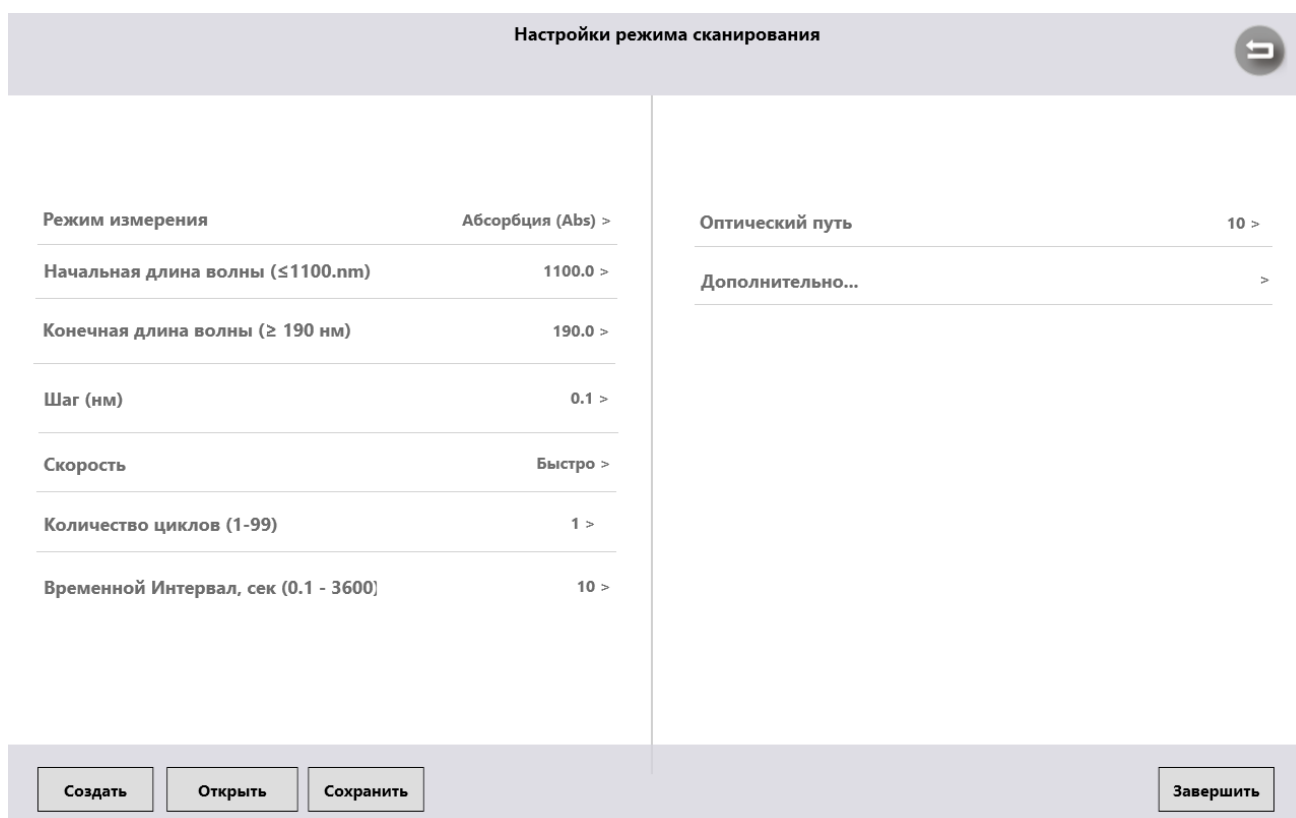 Настройки режима сканирования
Режим измерения Абсорбция (Abs) >
Начальная длина волны (≤1100.nm) 1100.0 >
Конечная длина волны (≥ 190 нм) 190.0 >
Шаг (нм) 0.1 >
Скорость Быстро >
Количество циклов (1-99) 1 >
Временной Интервал, сек (0.1 - 3600) 10 >
Оптический путь 10 >
Дополнительно... >
Создать Открыть Сохранить Завершить